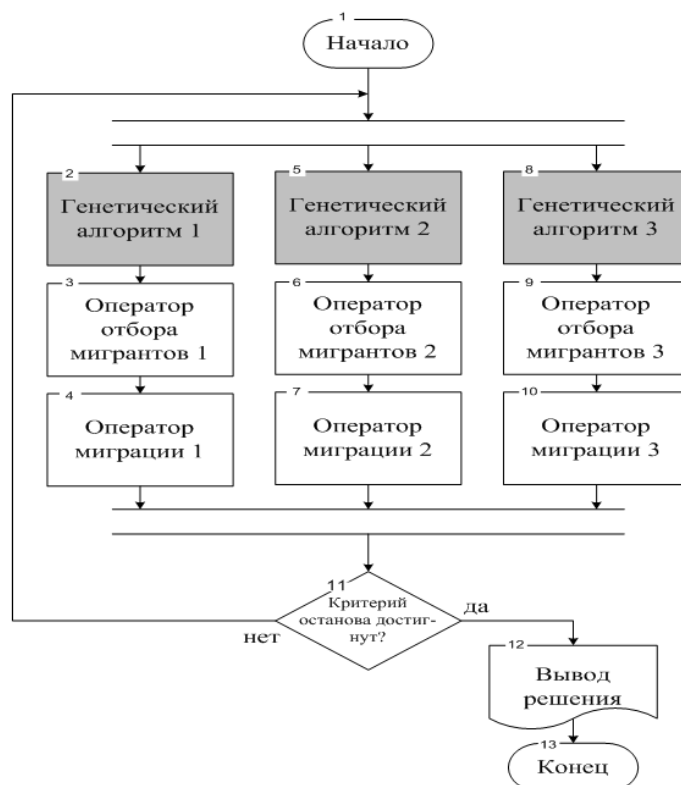 1
Начало
2
Генетический
алгоритм 1
5
Генетический
алгоритм 2
8
Генетический
алгоритм 3
3
Оператор
отбора
мигрантов 1
6
Оператор
отбора
мигрантов 2
9
Оператор
отбора
мигрантов 3
4
Оператор
миграции 1
7
Оператор
миграции 2
10
Оператор
миграции 3
11
Критерий
останова достиг-
нут?
нет
да
12
Вывод
решения
13
Конец